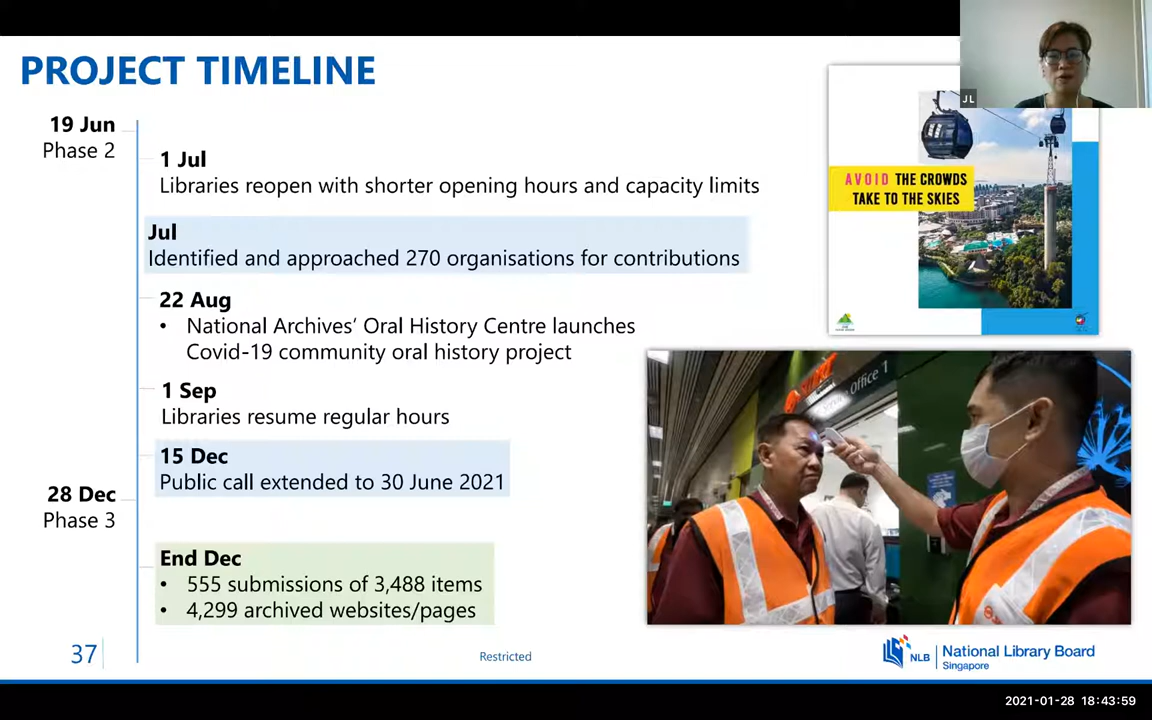 PROJECT TIMELINE
19 Jun
Phase 2
1 Jul
Libraries reopen with shorter opening hours and capacity limits
Jul
Identified and approached 270 organisations for contributions
22 Aug
• National Archives’ Oral History Centre launches
Covid-19 community oral history project
1 Sep
Libraries resume regular hours
15 Dec
Public call extended to 30 June 2021
28 Dec
Phase 3
End Dec
• 555 submissions of 3,488 items
• 4,299 archived websites/pages
37
Restricted
JL
AVOID THE CROWDS
TAKE TO THE SKIES
Office 1
NLB
National Library Board
Singapore
2021-01-28 18:43:59